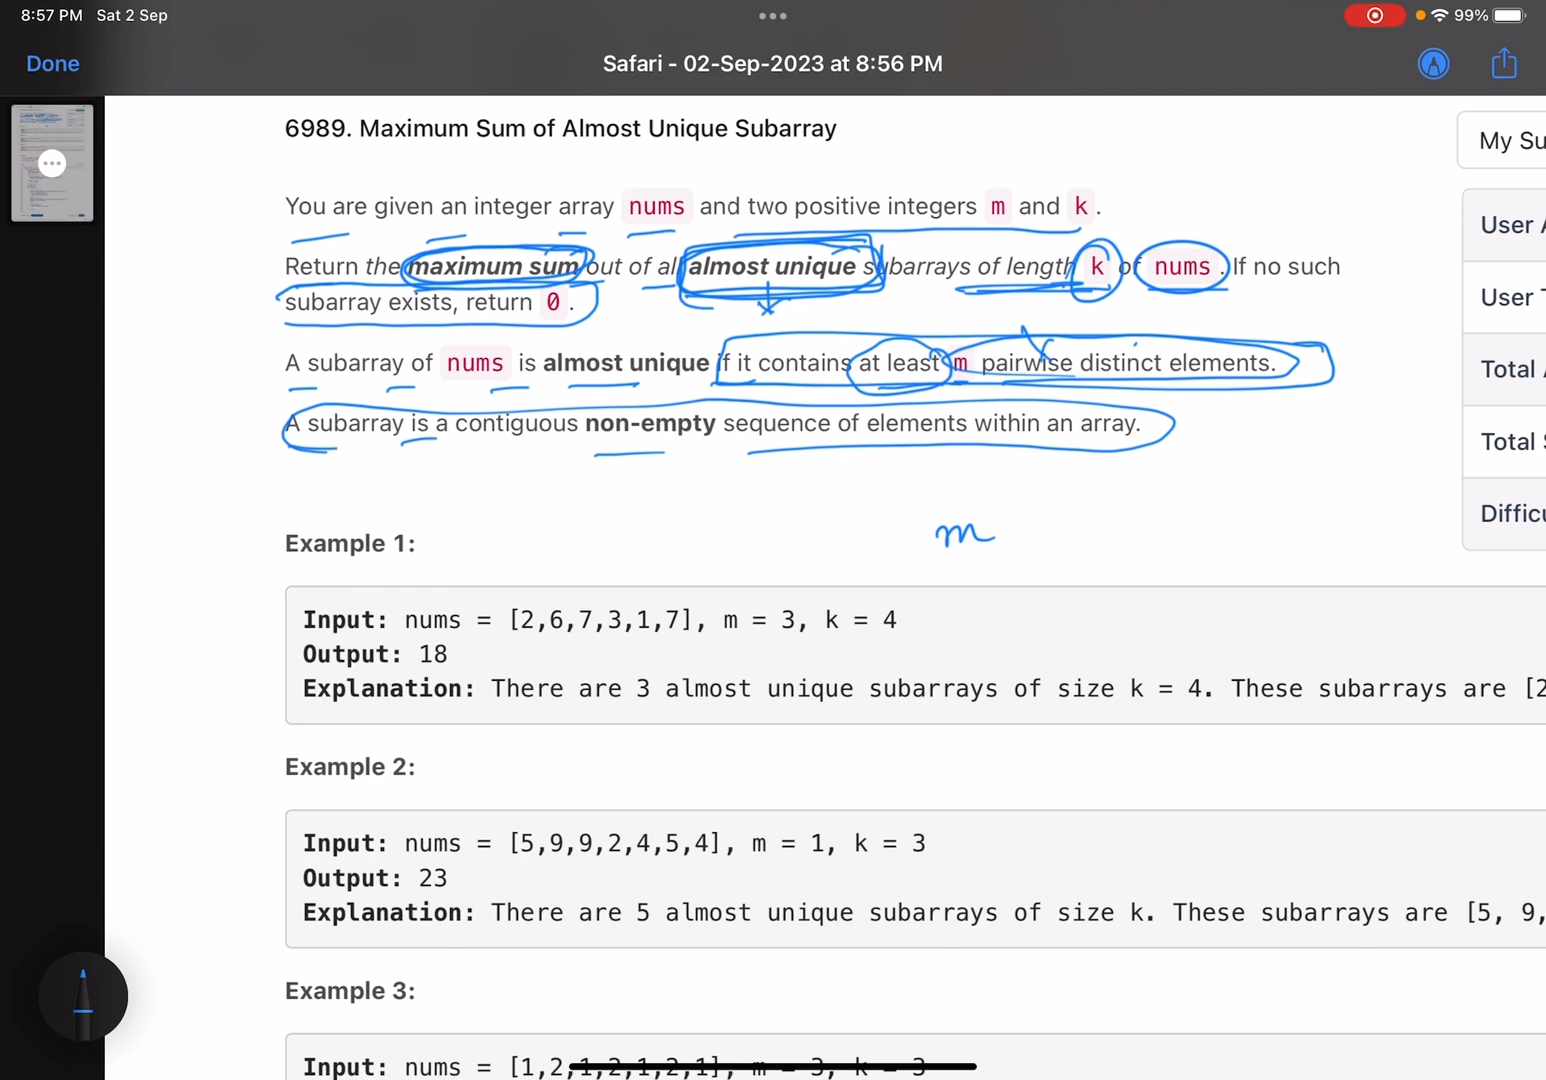 8:57 PM Sat 2 Sep
99%
Done
Safari - 02-Sep-2023 at 8:56 PM
6989. Maximum Sum of Almost Unique Subarray
My Su
You are given an integer array nums and two positive integers m and k.
User A
Return the maximum sum out of all almost unique subarrays of length k of nums. If no such
subarray exists, return 0.
User T
A subarray of nums is almost unique if it contains at least m pairwise distinct elements.
Total A
A subarray is a contiguous non-empty sequence of elements within an array.
Total S
Difficu
m
Example 1:
Input: nums = [2,6,7,3,1,7], m = 3, k = 4
Output: 18
Explanation: There are 3 almost unique subarrays of size k = 4. These subarrays are [2
Example 2:
Input: nums = [5,9,9,2,4,5,4], m = 1, k = 3
Output: 23
Explanation: There are 5 almost unique subarrays of size k. These subarrays are [5, 9,
Example 3:
Input: nums = [1,2,1,2,1,2,1], m = 3, k = 3